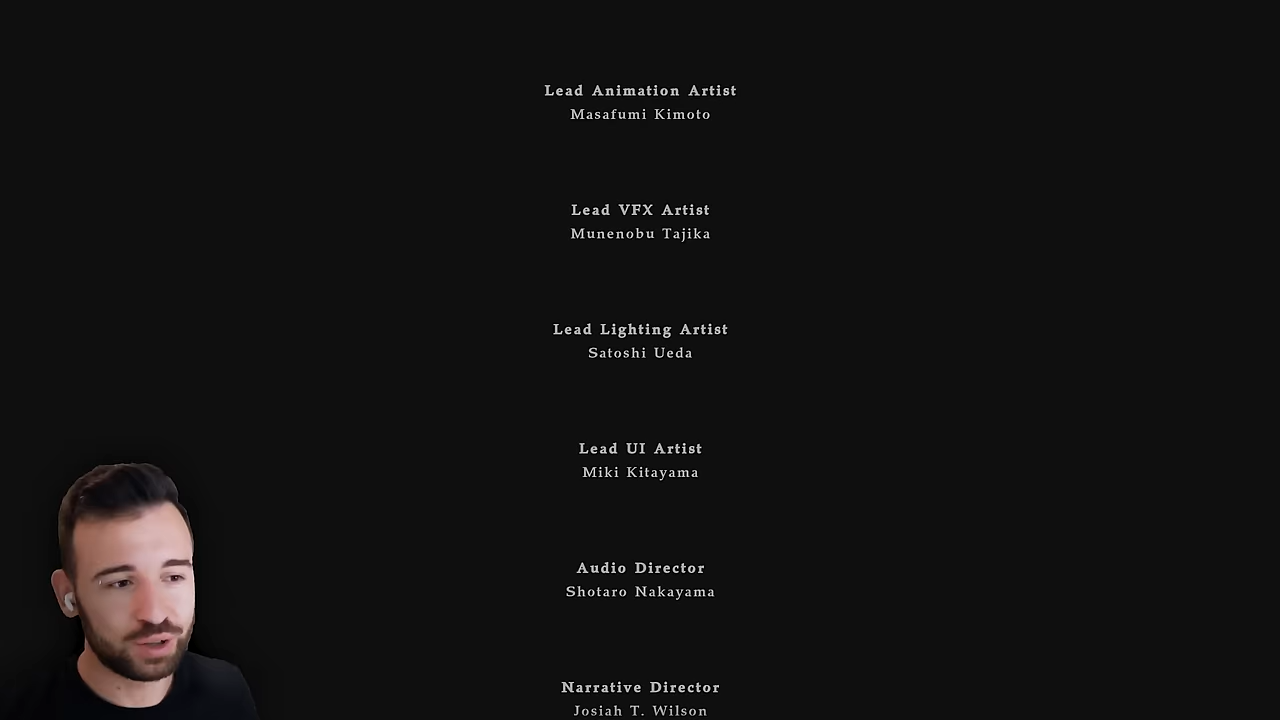 Lead Animation Artist
Masafumi Kimoto
Lead VFX Artist
Munenobu Tajika
Lead Lighting Artist
Satoshi Ueda
Lead UI Artist
Miki Kitayama
Audio Director
Shotaro Nakayama
Narrative Director
Josiah T. Wilson